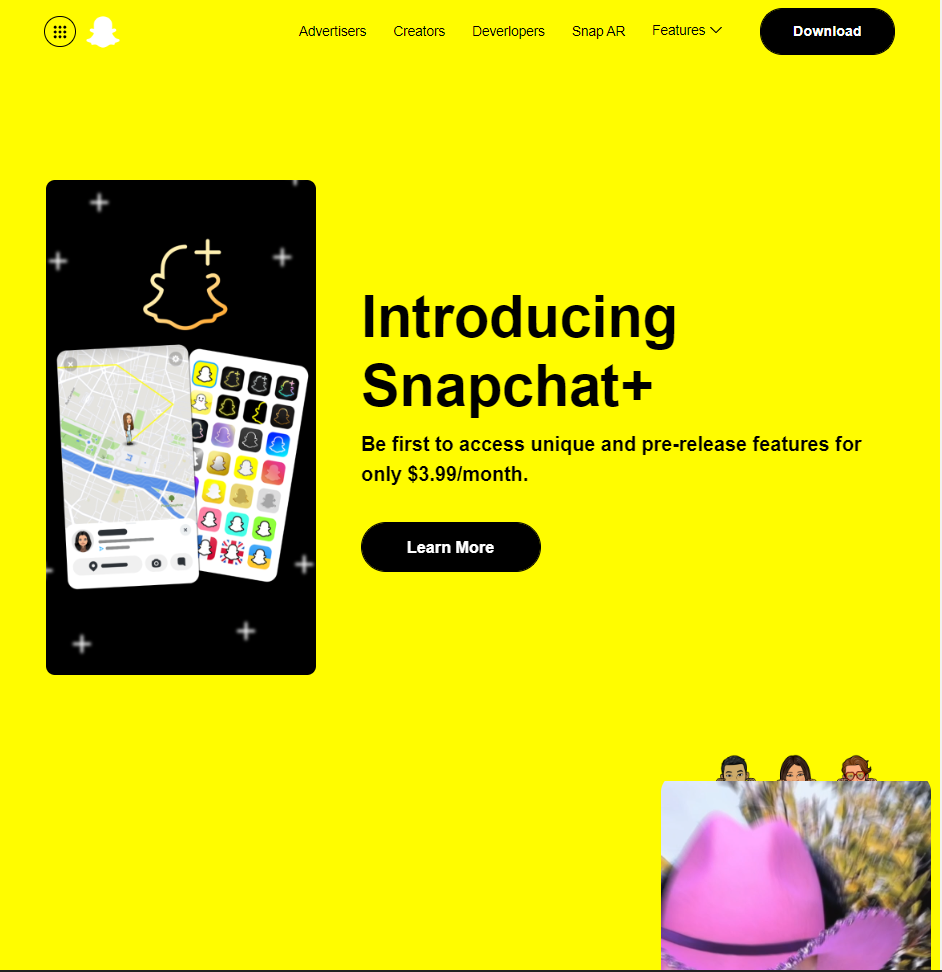 Advertisers Creators Developers Snap AR Features Download
Introducing
Snapchat+
Be first to access unique and pre-release features for
only $3.99/month.
Learn More